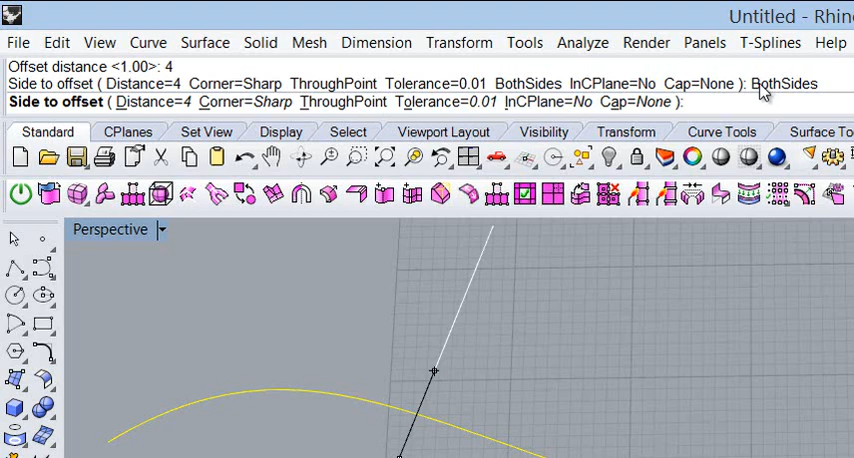 Untitled - Rhin
File Edit View Curve Surface Solid Mesh Dimension Transform Tools Analyze Render Panels T-Splines Help
Offset distance <1.00>: 4
Side to offset ( Distance=4 Corner=Sharp ThroughPoint Tolerance=0.01 BothSides InCPlane=No Cap=None ): BothSides
Side to offset ( Distance=4 Corner=Sharp ThroughPoint Tolerance=0.01 InCPlane=No Cap=None ):
Standard CPlanes Set View Display Select Viewport Layout Visibility Transform Curve Tools Surface To
Perspective